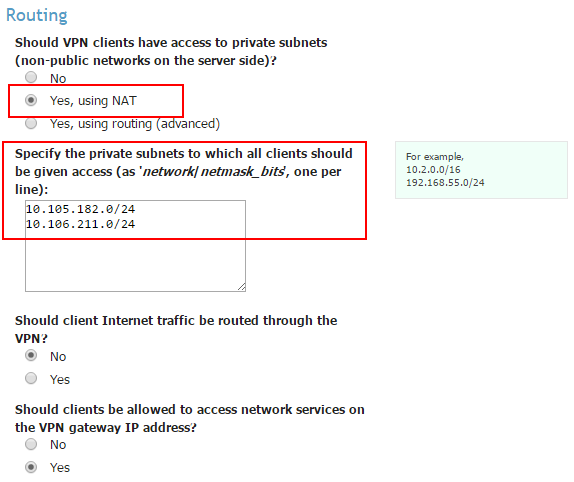 Routing
Should VPN clients have access to private subnets
(non-public networks on the server side)?
No
Yes, using NAT
Yes, using routing (advanced)
Specify the private subnets to which all clients should
be given access (as 'network/netmask_bits', one per
line):
10.105.182.0/24
10.106.211.0/24
For example,
10.2.0.0/16
192.168.55.0/24
Should client Internet traffic be routed through the
VPN?
No
Yes
Should clients be allowed to access network services on
the VPN gateway IP address?
No
Yes